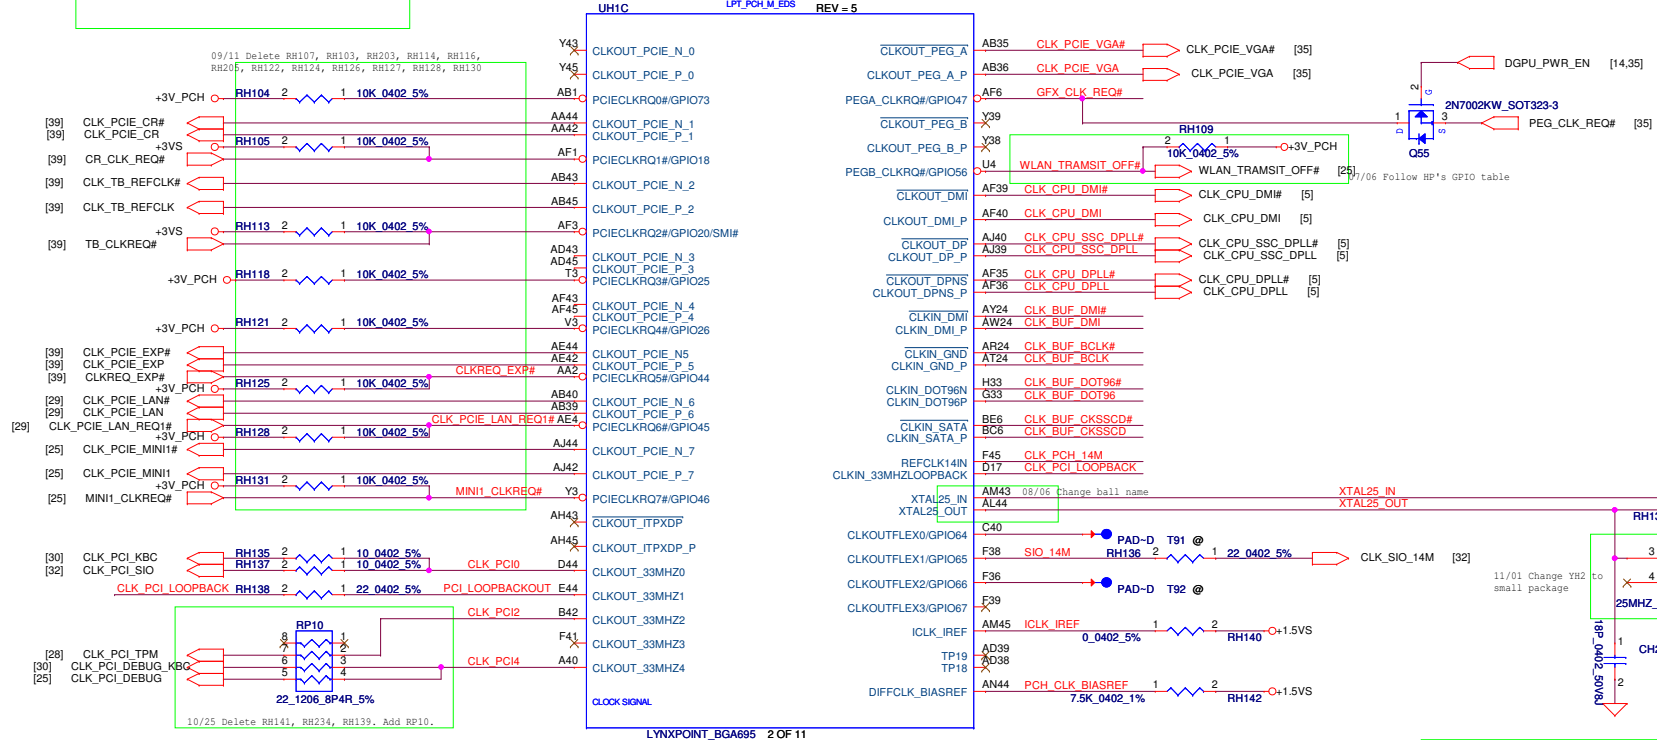 UH1C LPT_PCH_M_EDS REV = 5
09/11 Delete RH107, RH103, RH203, RH114, RH116,
RH205, RH122, RH124, RH126, RH127, RH128, RH130
Y43 CLKOUT_PCIE_N_0
Y45 CLKOUT_PCIE_P_0
+3V_PCH RH104 2 1 10K_0402_5% AB1 PCIECLKRQ0#/GPIO73
[39] CLK_PCIE_CR# AA44 CLKOUT_PCIE_N_1
[39] CLK_PCIE_CR AA42 CLKOUT_PCIE_P_1
+3VS RH105 2 1 10K_0402_5%
[39] CR_CLK_REQ# AF1 PCIECLKRQ1#/GPIO18
[39] CLK_TB_REFCLK# AB43 CLKOUT_PCIE_N_2
[39] CLK_TB_REFCLK AB45 CLKOUT_PCIE_P_2
+3VS RH113 2 1 10K_0402_5% AF3 PCIECLKRQ2#/GPIO20/SMI#
[39] TB_CLKREQ#
AD43 CLKOUT_PCIE_N_3
AD45 CLKOUT_PCIE_P_3
+3V_PCH RH118 2 1 10K_0402_5% T3 PCIECLKRQ3#/GPIO25
AF43 CLKOUT_PCIE_N_4
AF45 CLKOUT_PCIE_P_4
+3V_PCH RH121 2 1 10K_0402_5% V3 PCIECLKRQ4#/GPIO26
[39] CLK_PCIE_EXP# AE44 CLKOUT_PCIE_N5
[39] CLK_PCIE_EXP AE42 CLKOUT_PCIE_P_5
[39] CLKREQ_EXP# CLKREQ_EXP# AA2 PCIECLKRQ5#/GPIO44
+3V_PCH RH125 2 1 10K_0402_5%
[29] CLK_PCIE_LAN# AB40 CLKOUT_PCIE_N_6
[29] CLK_PCIE_LAN AB39 CLKOUT_PCIE_P_6
[29] CLK_PCIE_LAN_REQ1# CLK_PCIE_LAN_REQ1# AE4 PCIECLKRQ6#/GPIO45
+3V_PCH RH128 2 1 10K_0402_5%
[25] CLK_PCIE_MINI1# AJ44 CLKOUT_PCIE_N_7
[25] CLK_PCIE_MINI1 AJ42 CLKOUT_PCIE_P_7
+3V_PCH RH131 2 1 10K_0402_5%
[25] MINI1_CLKREQ# MINI1_CLKREQ# Y3 PCIECLKRQ7#/GPIO46
AH43 CLKOUT_ITPXDP
AH45 CLKOUT_ITPXDP_P
[30] CLK_PCI_KBC RH135 2 1 10_0402_5%
[32] CLK_PCI_SIO RH137 2 1 10_0402_5% CLK_PCI0 D44 CLKOUT_33MHZ0
CLK_PCI_LOOPBACK RH138 2 1 22_0402_5% PCI_LOOPBACKOUT E44 CLKOUT_33MHZ1
CLK_PCI2 B42 CLKOUT_33MHZ2
RP10
8 1 F41 CLKOUT_33MHZ3
[28] CLK_PCI_TPM 7 2
[30] CLK_PCI_DEBUG_KBC 6 3 CLK_PCI4 A40 CLKOUT_33MHZ4
[25] CLK_PCI_DEBUG 5 4
22_1206_8P4R_5%
10/25 Delete RH141, RH234, RH139. Add RP10.
CLOCK SIGNAL
LYNXPOINT_BGA695 2 OF 11
CLKOUT_PEG_A AB35 CLK_PCIE_VGA# CLK_PCIE_VGA# [35]
CLKOUT_PEG_A_P AB36 CLK_PCIE_VGA CLK_PCIE_VGA [35]
PEGA_CLKRQ#/GPIO47 AF6 GFX_CLK_REQ#
CLKOUT_PEG_B Y39
CLKOUT_PEG_B_P Y38
DGPU_PWR_EN [14,35]
2 G
2N7002KW_SOT323-3
1 D S 3 PEG_CLK_REQ# [35]
Q55
RH109
2 1 +3V_PCH
10K_0402_5%
PEGB_CLKRQ#/GPIO56 U4 WLAN_TRAMSIT_OFF# WLAN_TRAMSIT_OFF# [25]
07/06 Follow HP's GPIO table
CLKOUT_DMI AF39 CLK_CPU_DMI# CLK_CPU_DMI# [5]
CLKOUT_DMI_P AF40 CLK_CPU_DMI CLK_CPU_DMI [5]
CLKOUT_DP AJ40 CLK_CPU_SSC_DPLL# CLK_CPU_SSC_DPLL# [5]
CLKOUT_DP_P AJ39 CLK_CPU_SSC_DPLL CLK_CPU_SSC_DPLL [5]
CLKOUT_DPNS AF35 CLK_CPU_DPLL# CLK_CPU_DPLL# [5]
CLKOUT_DPNS_P AF36 CLK_CPU_DPLL CLK_CPU_DPLL [5]
CLKIN_DMI AY24 CLK_BUF_DMI#
CLKIN_DMI_P AW24 CLK_BUF_DMI
CLKIN_GND AR24 CLK_BUF_BCLK#
CLKIN_GND_P AT24 CLK_BUF_BCLK
CLKIN_DOT96N H33 CLK_BUF_DOT96#
CLKIN_DOT96P G33 CLK_BUF_DOT96
CLKIN_SATA BE6 CLK_BUF_CKSSCD#
CLKIN_SATA_P BC6 CLK_BUF_CKSSCD
REFCLK14IN F45 CLK_PCH_14M
CLKIN_33MHZLOOPBACK D17 CLK_PCI_LOOPBACK
XTAL25_IN AM43 08/06 Change ball name XTAL25_IN
XTAL25_OUT AL44 XTAL25_OUT
CLKOUTFLEX0/GPIO64 C40 PAD~D T91 @
CLKOUTFLEX1/GPIO65 F38 SIO_14M RH136 2 1 22_0402_5% CLK_SIO_14M [32]
CLKOUTFLEX2/GPIO66 F36 PAD~D T92 @
CLKOUTFLEX3/GPIO67 F39
ICLK_IREF AM45 ICLK_IREF 0_0402_5% 1 2 RH140 +1.5VS
TP19 AD39
TP18 AD38
DIFFCLK_BIASREF AN44 PCH_CLK_BIASREF 7.5K_0402_1% 1 2 RH142 +1.5VS
3
4
11/01 Change YH2 to
small package
25MHZ_
18P_0402_50V8J
1
2